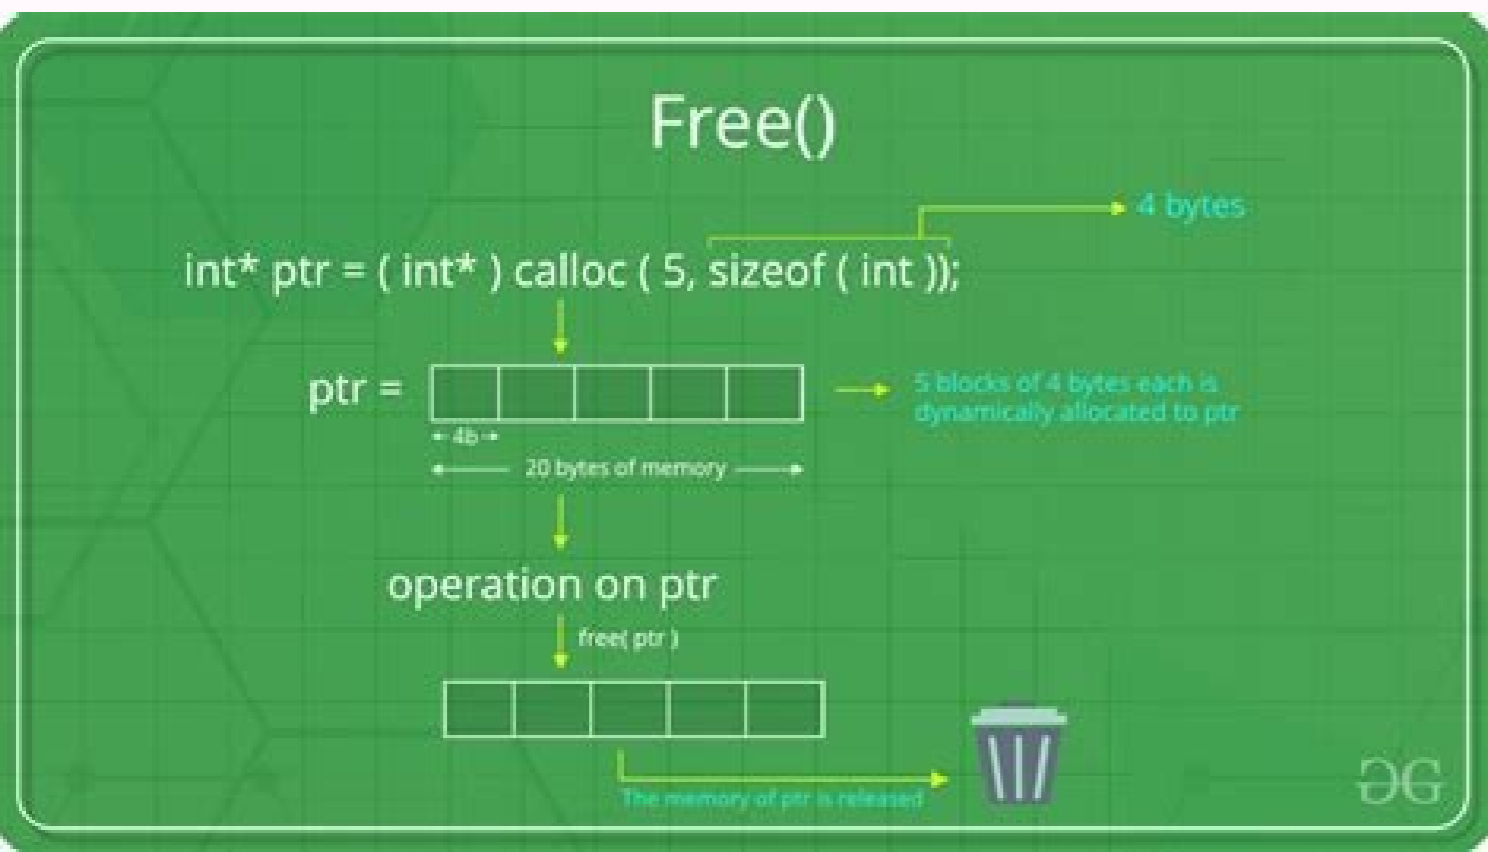 Free()
4 bytes
int* ptr = ( int* ) calloc ( 5, sizeof ( int ));
ptr =
5 blocks of 4 bytes each is
dynamically allocated to ptr
4b
20 bytes of memory
operation on ptr
free( ptr )
The memory of ptr is released